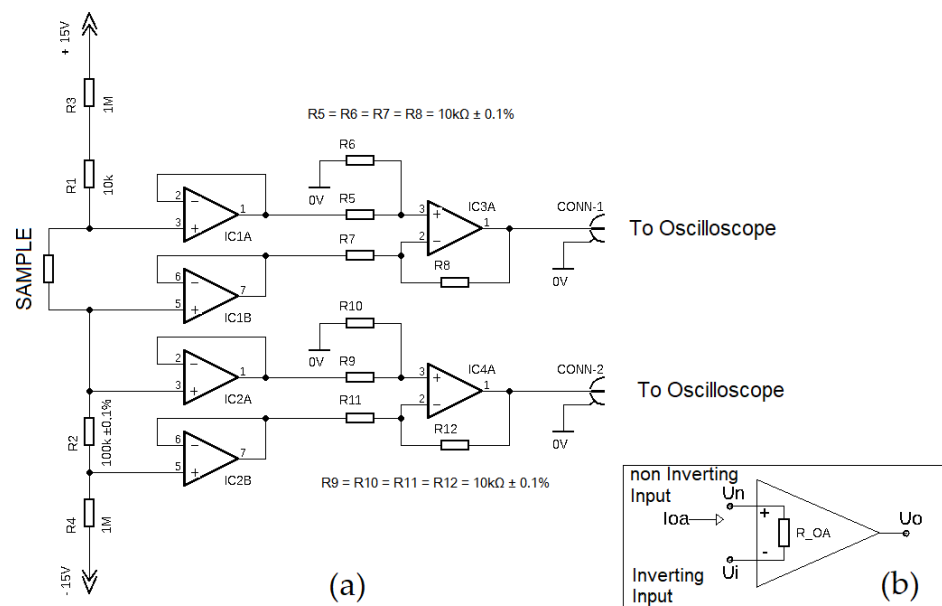 + 15V
R3
1M
R1
10k
SAMPLE
R2
100k ±0.1%
R4
1M
- 15V
R5 = R6 = R7 = R8 = 10kΩ ± 0.1%
2
3
1
IC1A
6
5
7
IC1B
R6
0V
R5
R7
R8
IC3A
3
2
1
CONN-1
0V
To Oscilloscope
2
3
1
IC2A
6
5
7
IC2B
R10
0V
R9
R11
R12
IC4A
3
2
1
CONN-2
0V
To Oscilloscope
R9 = R10 = R11 = R12 = 10kΩ ± 0.1%
(a)
non Inverting
Input
Un
Ioa
+
R_OA
-
Ui
Uo
Inverting
Input
(b)